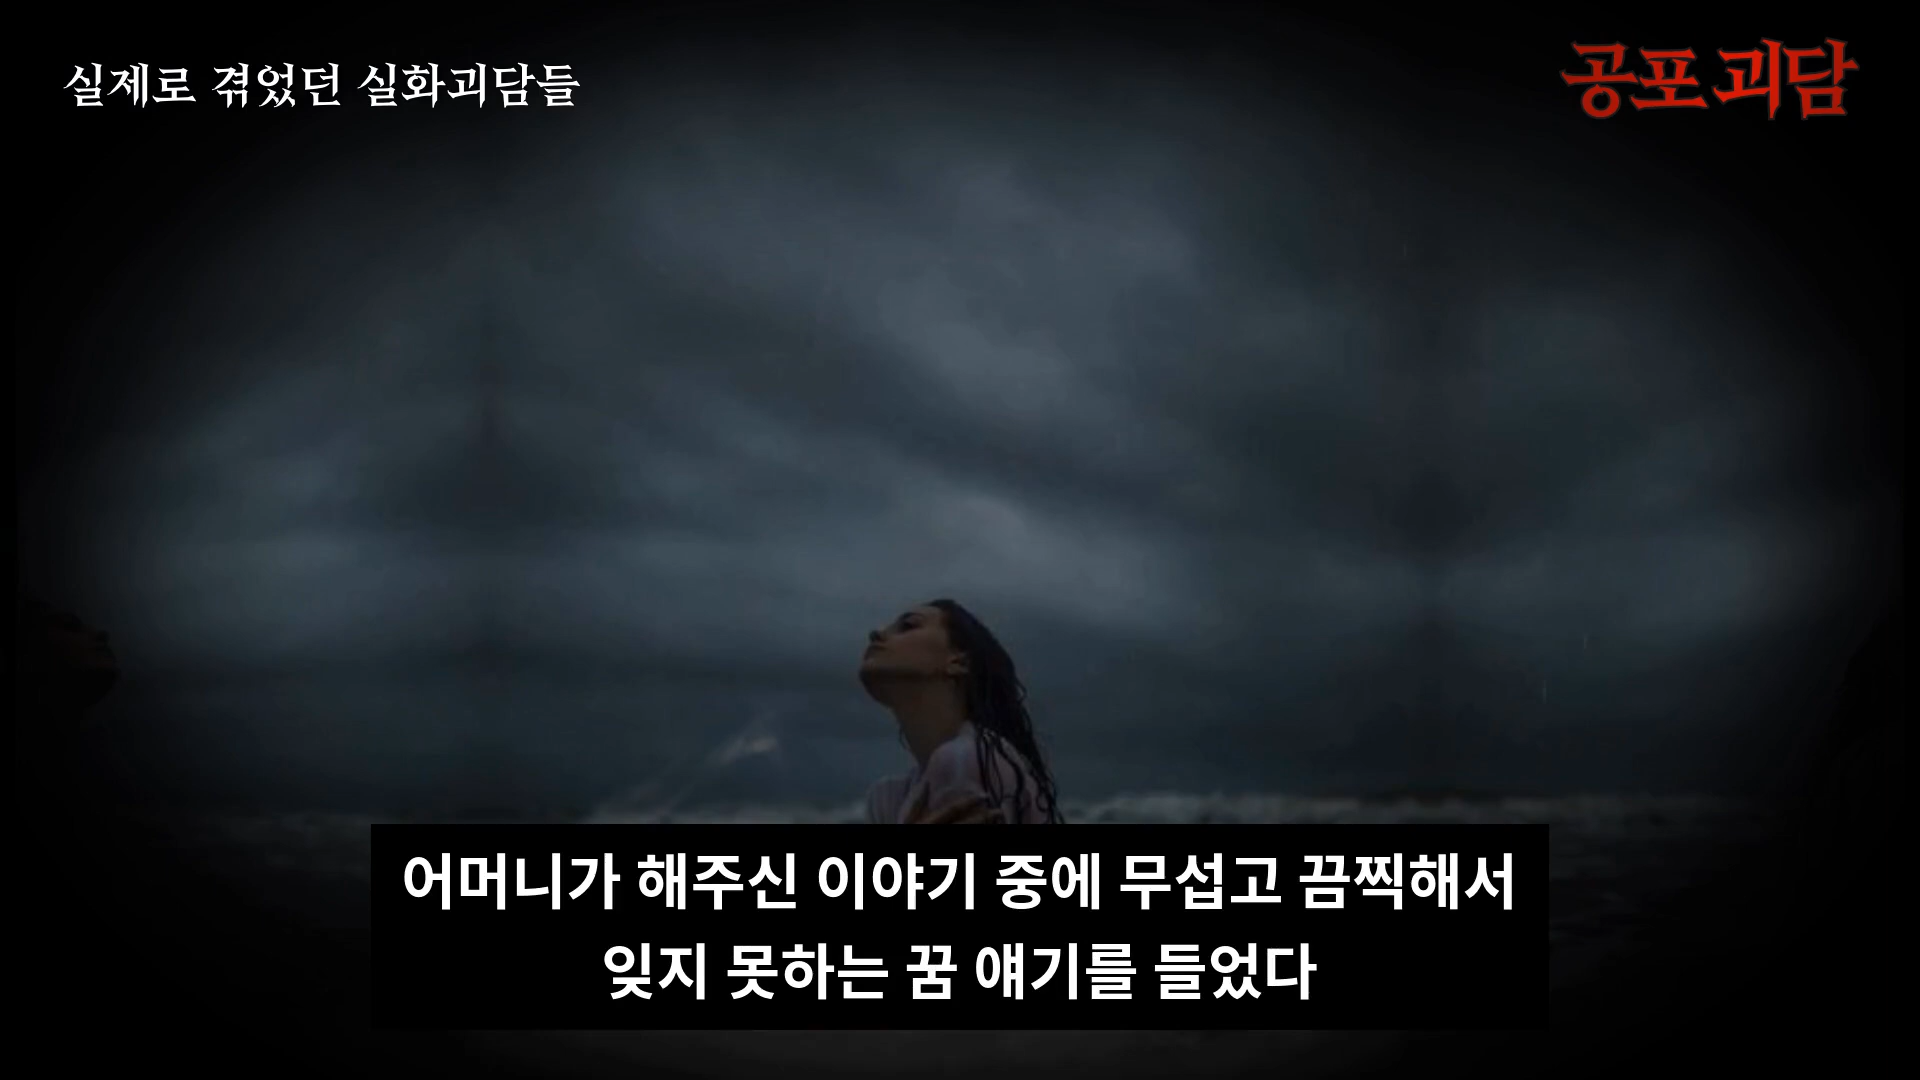 실제로 겪었던 실화괴담들
공포 괴담
어머니가 해주신 이야기 중에 무섭고 끔찍해서
잊지 못하는 꿈 얘기를 들었다